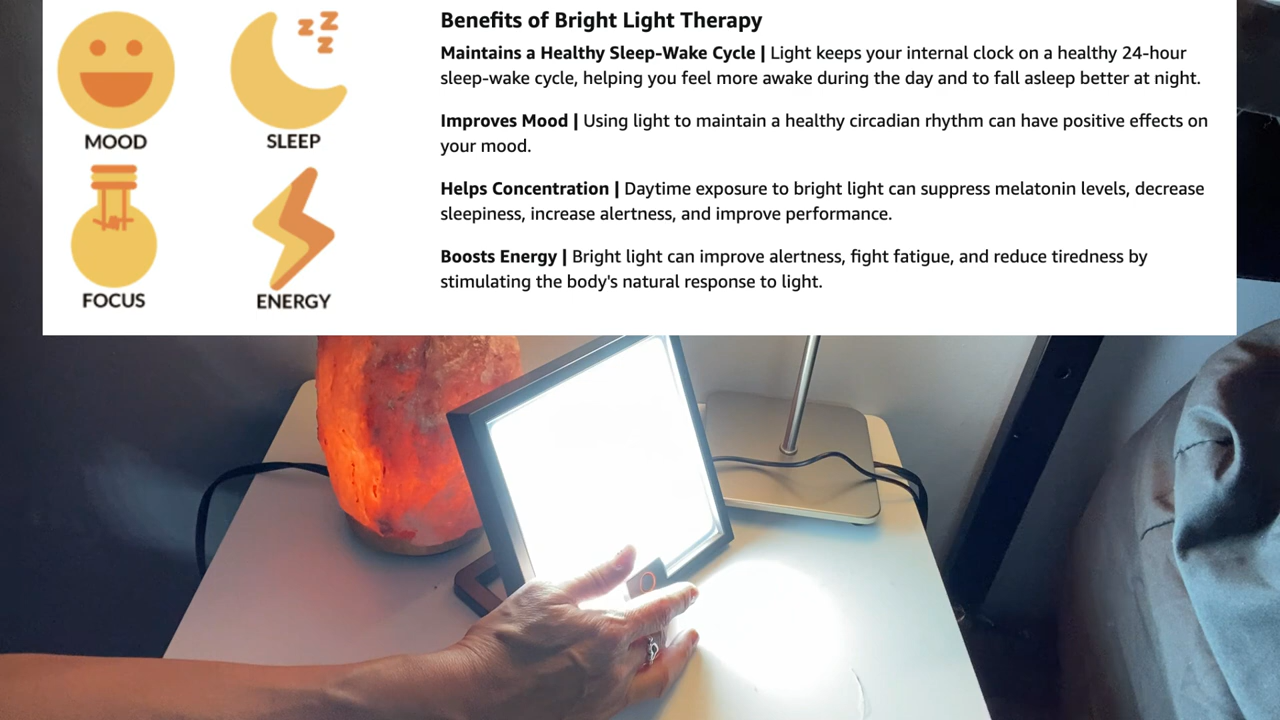 MOOD
SLEEP
FOCUS
ENERGY
Benefits of Bright Light Therapy
Maintains a Healthy Sleep-Wake Cycle | Light keeps your internal clock on a healthy 24-hour
sleep-wake cycle, helping you feel more awake during the day and to fall asleep better at night.
Improves Mood | Using light to maintain a healthy circadian rhythm can have positive effects on
your mood.
Helps Concentration | Daytime exposure to bright light can suppress melatonin levels, decrease
sleepiness, increase alertness, and improve performance.
Boosts Energy | Bright light can improve alertness, fight fatigue, and reduce tiredness by
stimulating the body's natural response to light.